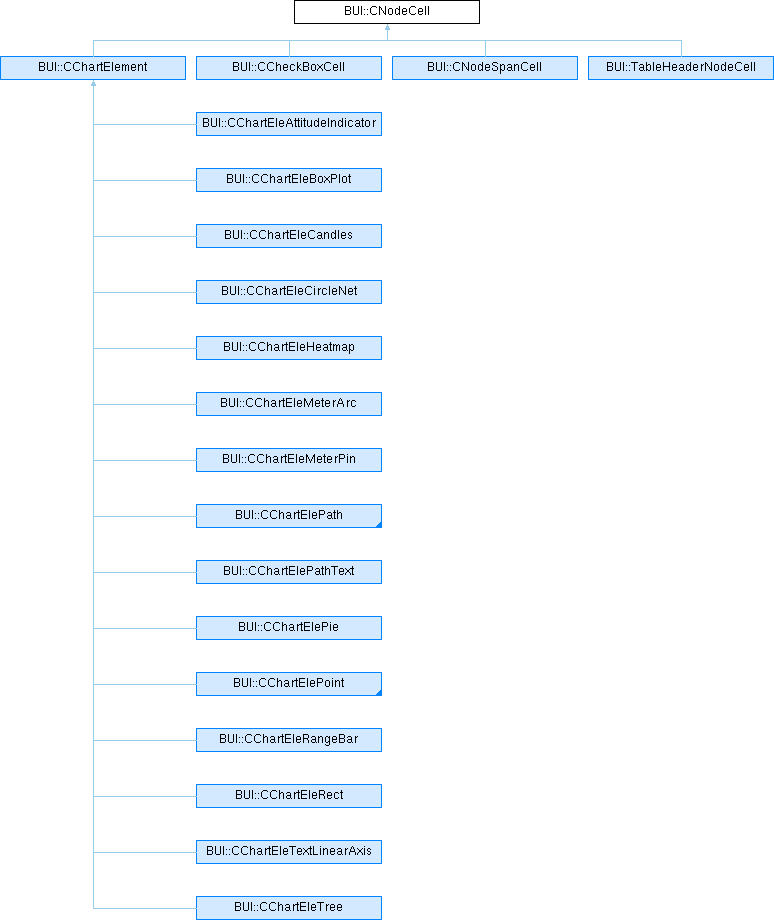 BUI::CNodeCell
BUI::CChartElement
BUI::CCheckBoxCell
BUI::CNodeSpanCell
BUI::TableHeaderNodeCell
BUI::CChartEleAttitudeIndicator
BUI::CChartEleBoxPlot
BUI::CChartEleCandles
BUI::CChartEleCircleNet
BUI::CChartEleHeatmap
BUI::CChartEleMeterArc
BUI::CChartEleMeterPin
BUI::CChartElePath
BUI::CChartElePathText
BUI::CChartElePie
BUI::CChartElePoint
BUI::CChartEleRangeBar
BUI::CChartEleRect
BUI::CChartEleTextLinearAxis
BUI::CChartEleTree